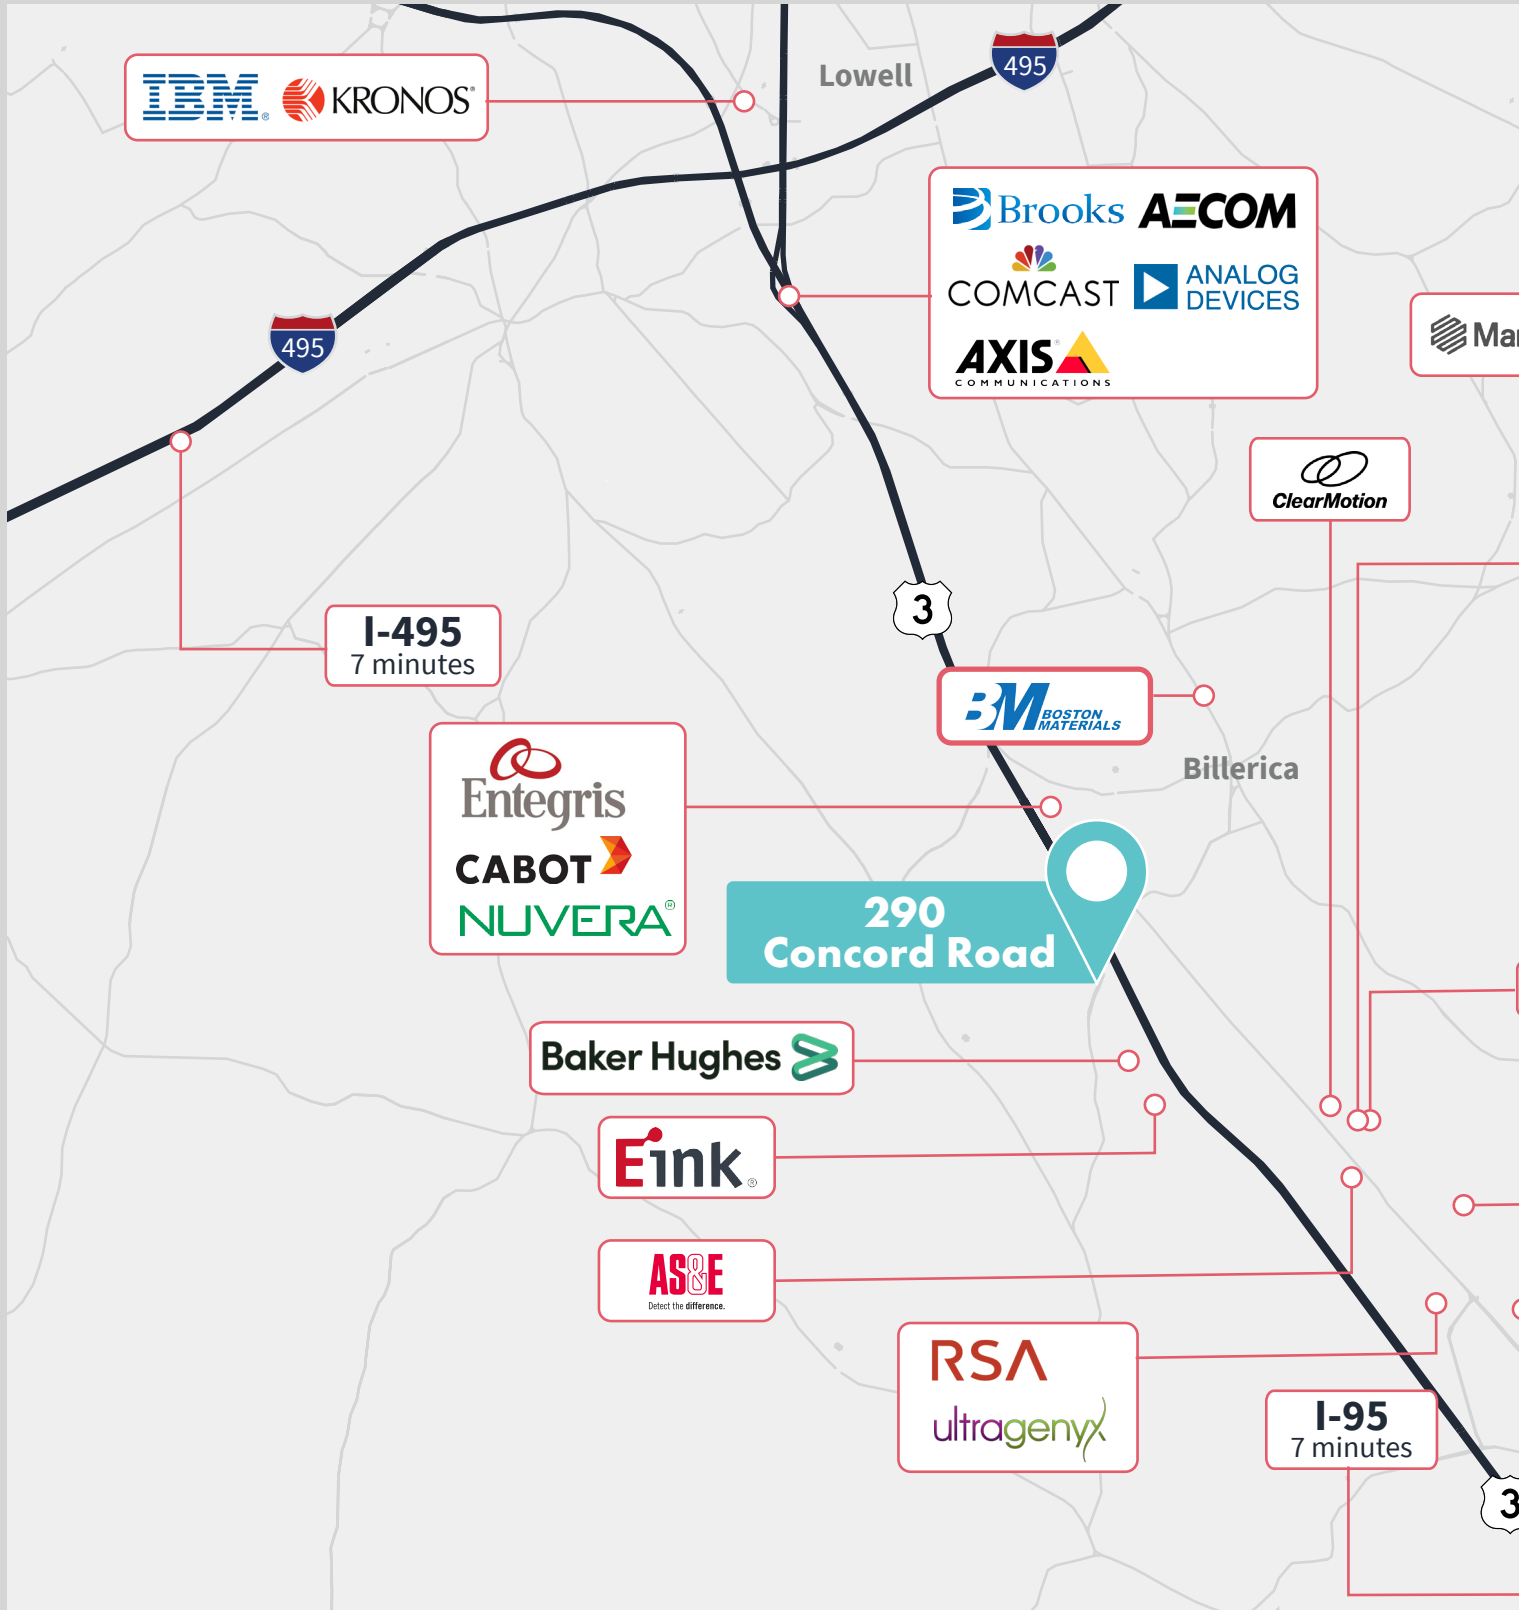 495
Lowell
IBM®
KRONOS®
Brooks
AECOM
COMCAST
ANALOG
DEVICES
AXIS®
COMMUNICATIONS
495
ClearMotion
3
I-495
7 minutes
BM BOSTON
MATERIALS
Billerica
Entegris
CABOT
NUVERA®
290
Concord Road
Baker Hughes
Eink®
AS&E
Detect the difference.
RSA
ultragenyx
I-95
7 minutes
3